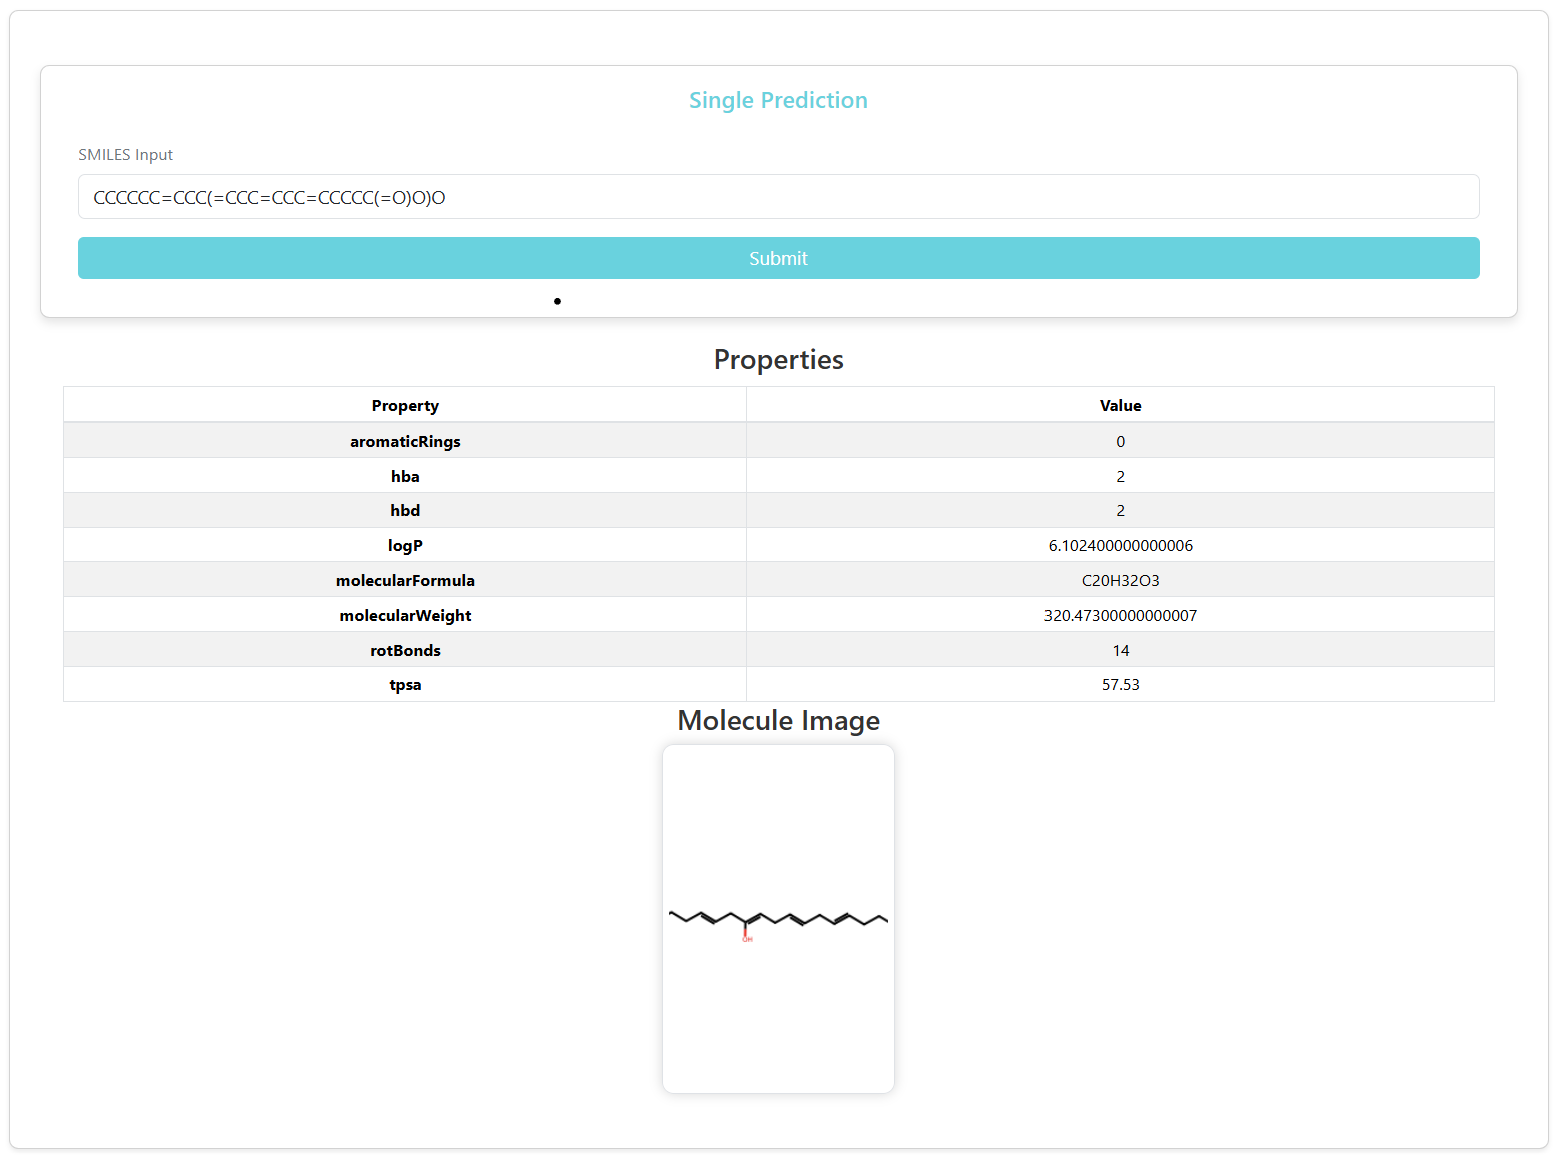 Single Prediction
SMILES Input
CCCCCC=CCC(=CCC=CCC=CCCCC(=O)O)O
Submit
Properties
Property Value
aromaticRings 0
hba 2
hbd 2
logP 6.102400000000006
molecularFormula C20H32O3
molecularWeight 320.47300000000007
rotBonds 14
tpsa 57.53
Molecule Image
OH